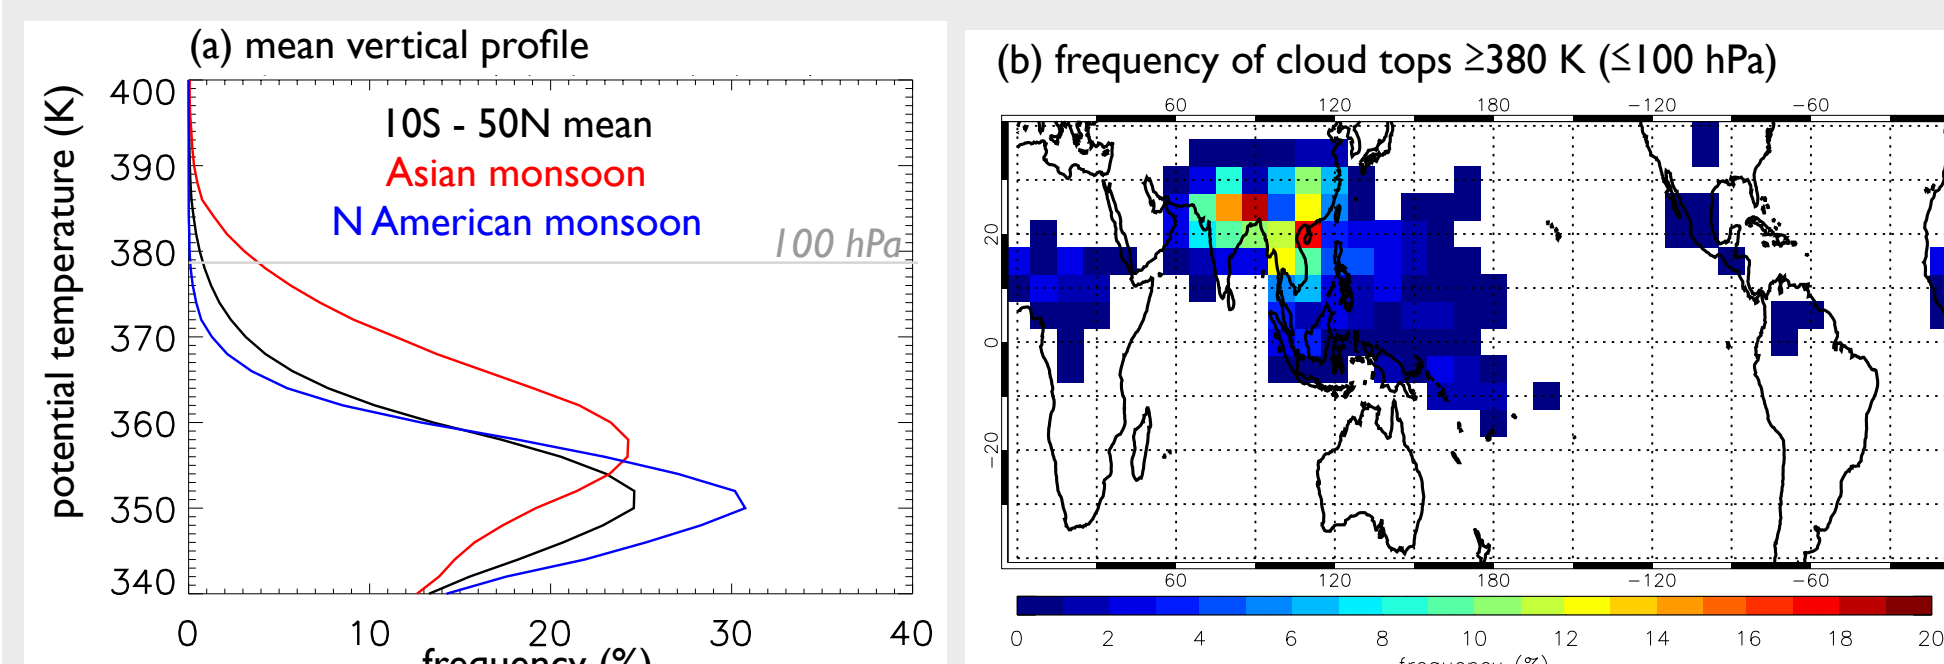 (a) mean vertical profile
400
390
380
370
360
350
340
potential temperature (K)
10S - 50N mean
Asian monsoon
N American monsoon
100 hPa
0 10 20 30 40
frequency (%)
(b) frequency of cloud tops ≥380 K (≤100 hPa)
60 120 180 −120 −60
20
0
−20
60 120 180 −120 −60
0 2 4 6 8 10 12 14 16 18 20
frequency (%)